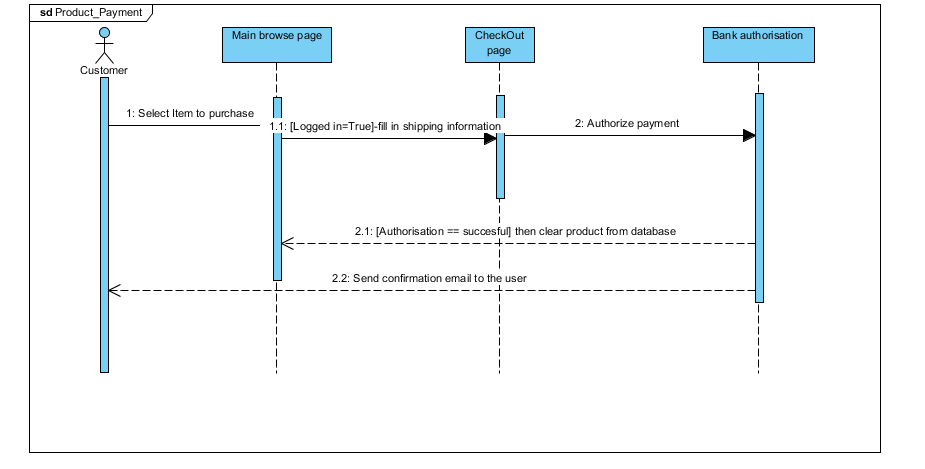 sd Product_Payment
Customer
Main browse page
CheckOut
page
Bank authorisation
1: Select Item to purchase
1.1: [Logged in=True]-fill in shipping information
2: Authorize payment
2.1: [Authorisation == succesful] then clear product from database
2.2: Send confirmation email to the user